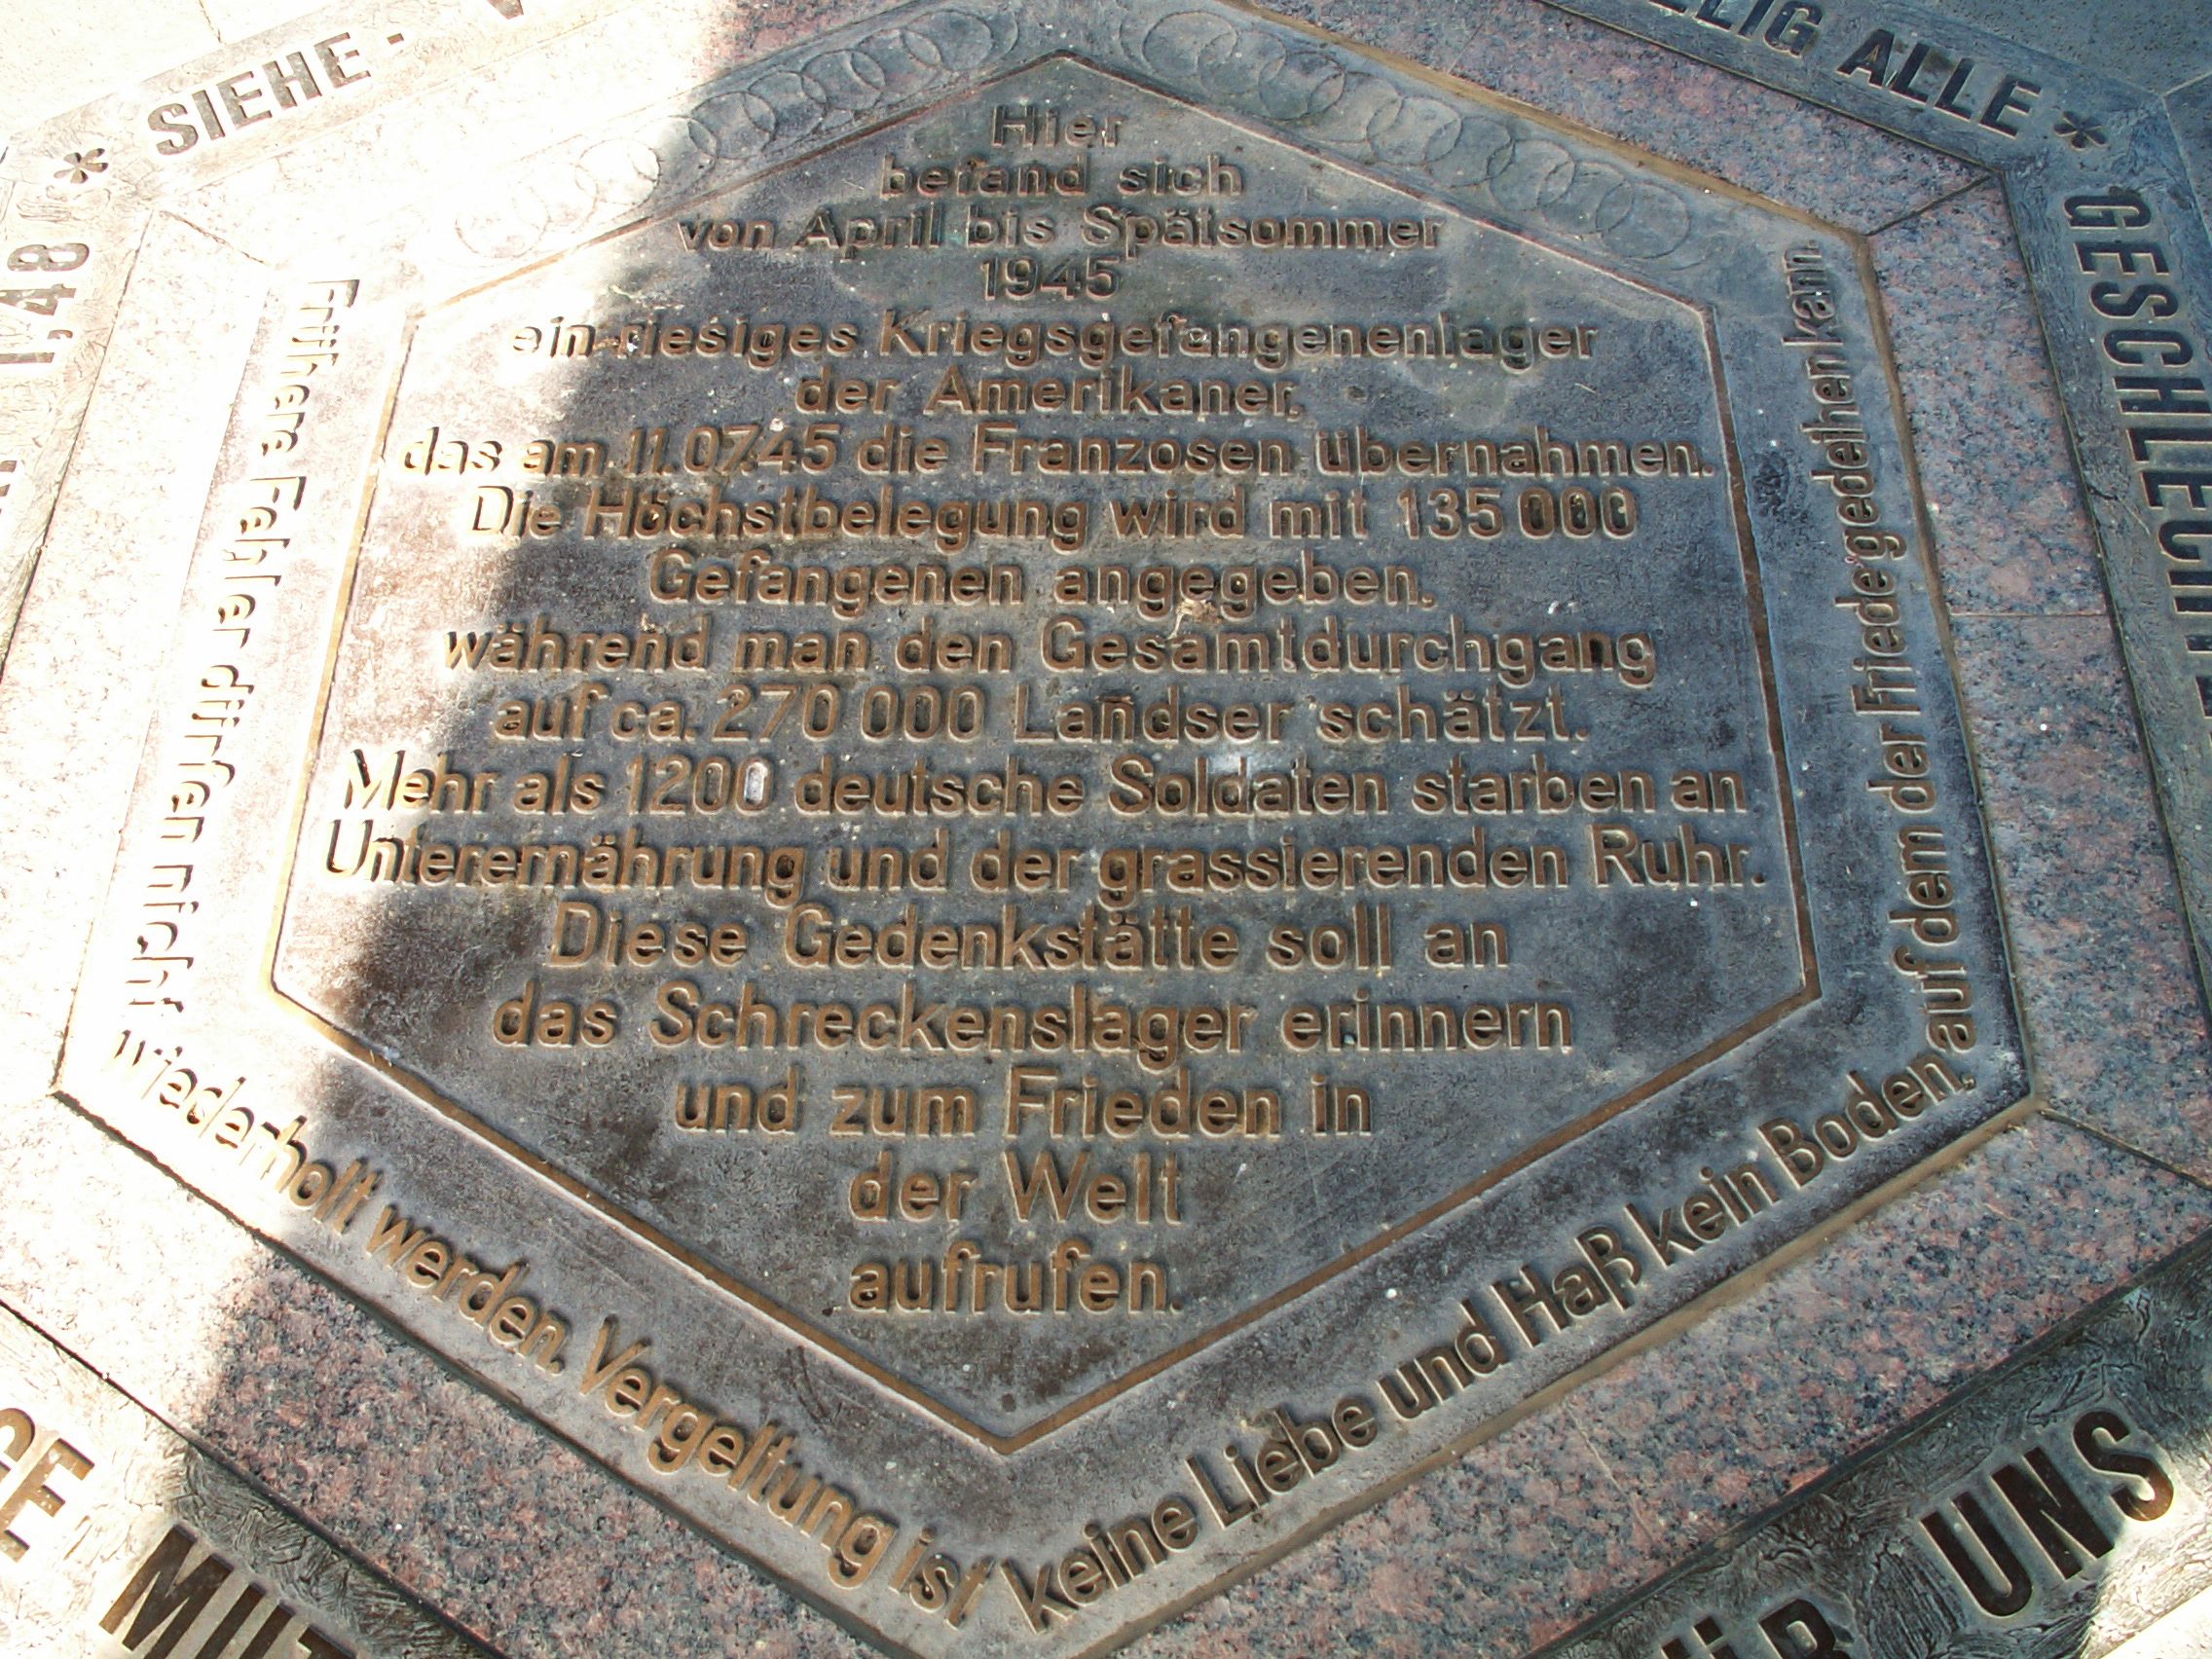 Hier
befand sich
von April bis Spätsommer
1945
ein riesiges Kriegsgefangenenlager
der Amerikaner,
das am 11.07.45 die Franzosen übernahmen.
Die Höchstbelegung wird mit 135 000
Gefangenen angegeben,
während man den Gesamtdurchgang
auf ca. 270 000 Landser schätzt.
Mehr als 1200 deutsche Soldaten starben an
Unterernährung und der grassierenden Ruhr.
Diese Gedenkstätte soll an
das Schreckenslager erinnern
und zum Frieden in
der Welt
aufrufen.
Frühere Fehler dürfen nicht
wiederholt werden. Vergeltung ist
keine Liebe und Haß kein Boden,
auf dem der Friede gedeihen kann.
* SIEHE
ALLE *
UNS
1,48